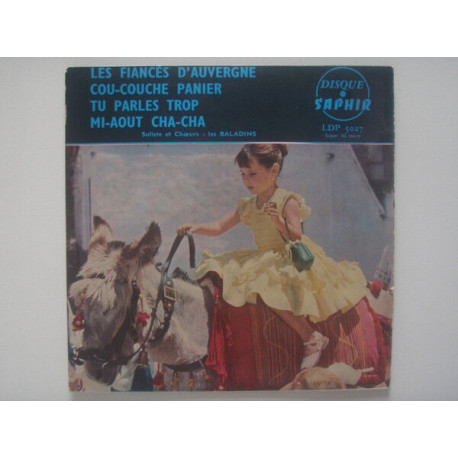 LES FIANCÉS D'AUVERGNE
COU-COUCHE PANIER
TU PARLES TROP
MI-AOUT CHA-CHA
Soliste et Chœurs : les BALADINS
DISQUE
SAPHIR
LDP 5027